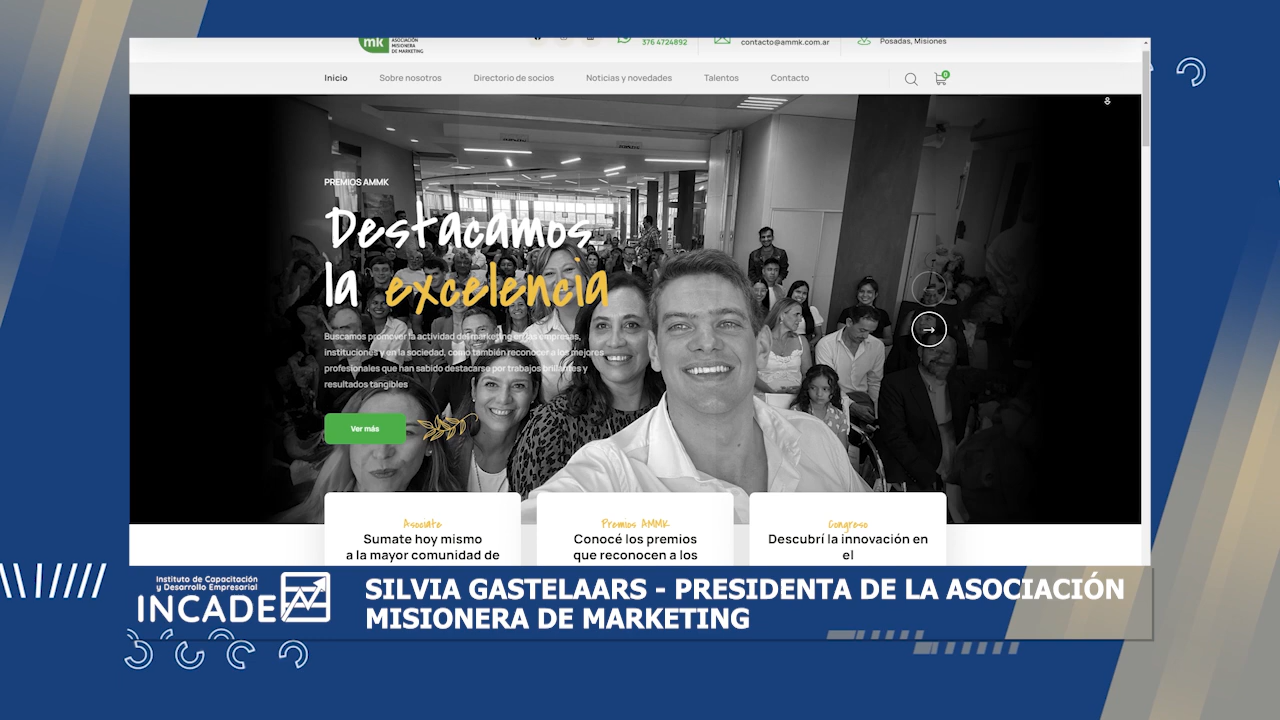 mk
ASOCIACIÓN
MISIONERA
DE MARKETING
376 4724892
contacto@ammk.com.ar
Posadas, Misiones
Inicio
Sobre nosotros
Directorio de socios
Noticias y novedades
Talentos
Contacto
0
PREMIOS AMMK
Destacamos
la excelencia
Buscamos promover la actividad del marketing en las empresas,
instituciones y en la sociedad, como también reconocer a los mejores
profesionales que han sabido destacarse por trabajos brillantes y
resultados tangibles
Ver más
Asociate
Sumate hoy mismo
a la mayor comunidad de
Premios AMMK
Conocé los premios
que reconocen a los
Congreso
Descubrí la innovación en
el
Instituto de Capacitación
y Desarrollo Empresarial
INCADE
SILVIA GASTELAARS - PRESIDENTA DE LA ASOCIACIÓN
MISIONERA DE MARKETING